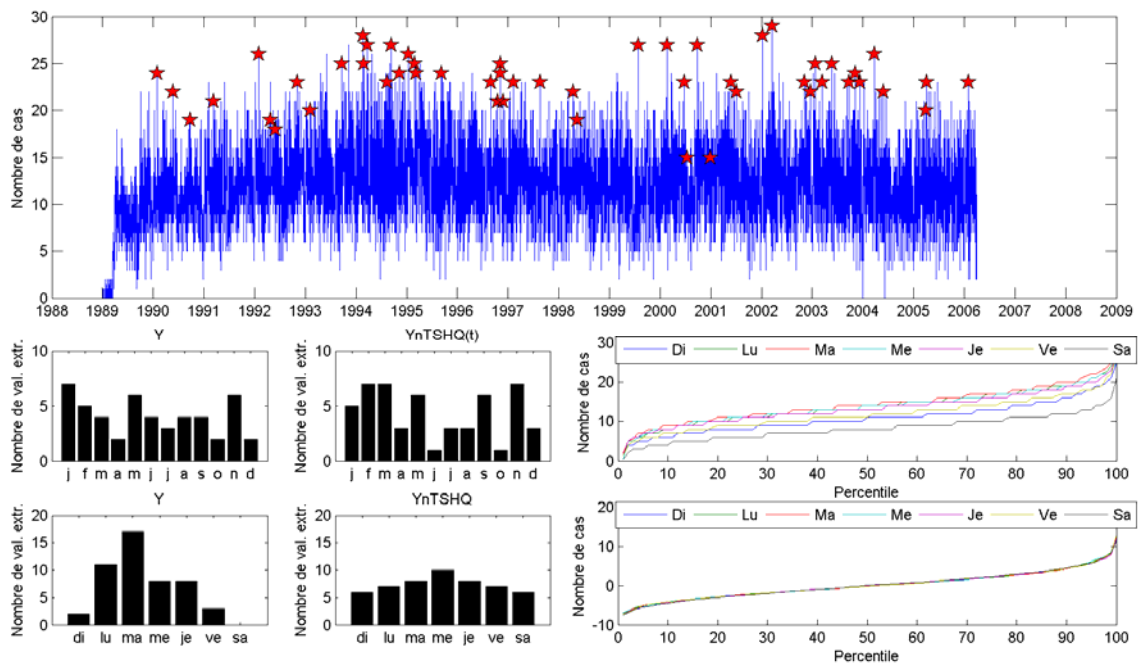 Nombre de cas
30
25
20
15
10
5
0
1988 1989 1990 1991 1992 1993 1994 1995 1996 1997 1998 1999 2000 2001 2002 2003 2004 2005 2006 2007 2008 2009
Y
Nombre de val. extr.
10
5
0
j f m a m j j a s o n d
YnTSHQ(t)
Nombre de val. extr.
10
5
0
j f m a m j j a s o n d
Nombre de cas
30
20
10
0
Di Lu Ma Me Je Ve Sa
0 10 20 30 40 50 60 70 80 90 100
Percentile
Y
Nombre de val. extr.
20
15
10
5
0
di lu ma me je ve sa
YnTSHQ
Nombre de val. extr.
20
15
10
5
0
di lu ma me je ve sa
Nombre de cas
20
10
0
-10
Di Lu Ma Me Je Ve Sa
0 10 20 30 40 50 60 70 80 90 100
Percentile